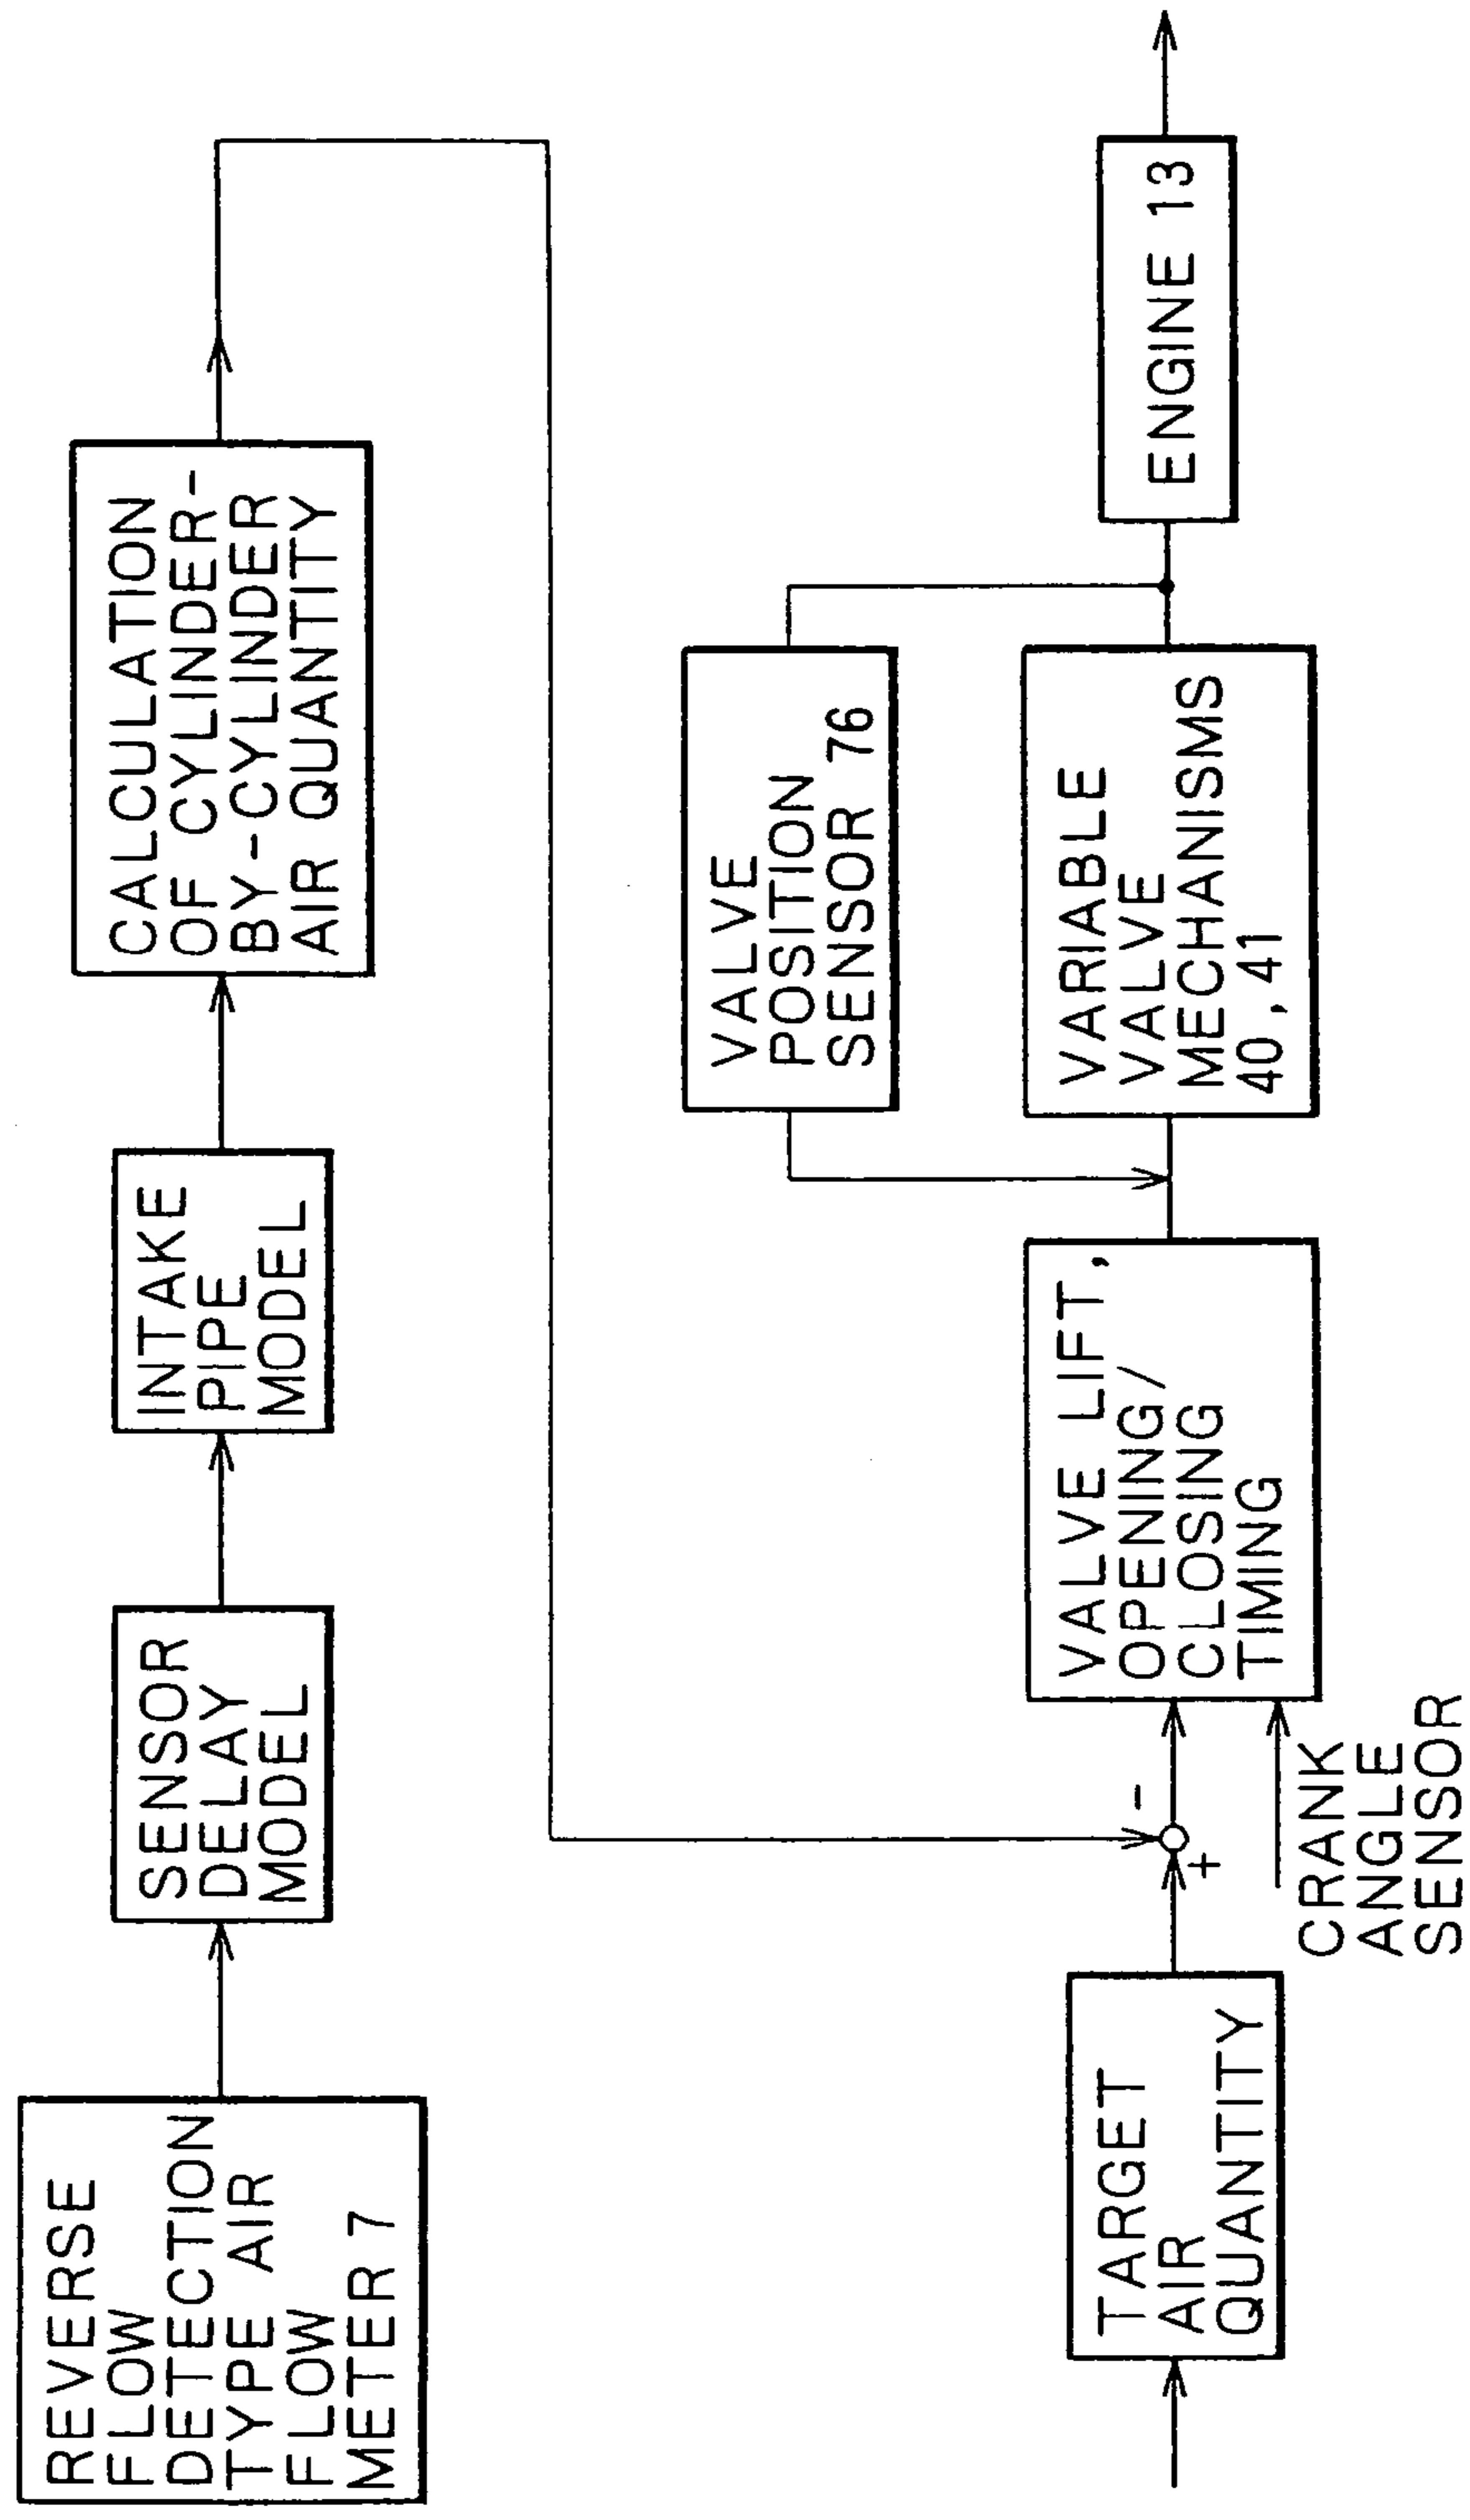 REVERSE
FLOW
DETECTION
TYPE AIR
FLOW
METER 7
SENSOR
DELAY
MODEL
INTAKE
PIPE
MODEL
CALCULATION
OF CYLINDER-
BY-CYLINDER
AIR QUANTITY
VALVE
POSITION
SENSOR 76
TARGET
AIR
QUANTITY
+
-
CRANK
ANGLE
SENSOR
VALVE LIFT,
OPENING/
CLOSING
TIMING
VARIABLE
VALVE
MECHANISMS
40, 41
ENGINE 13